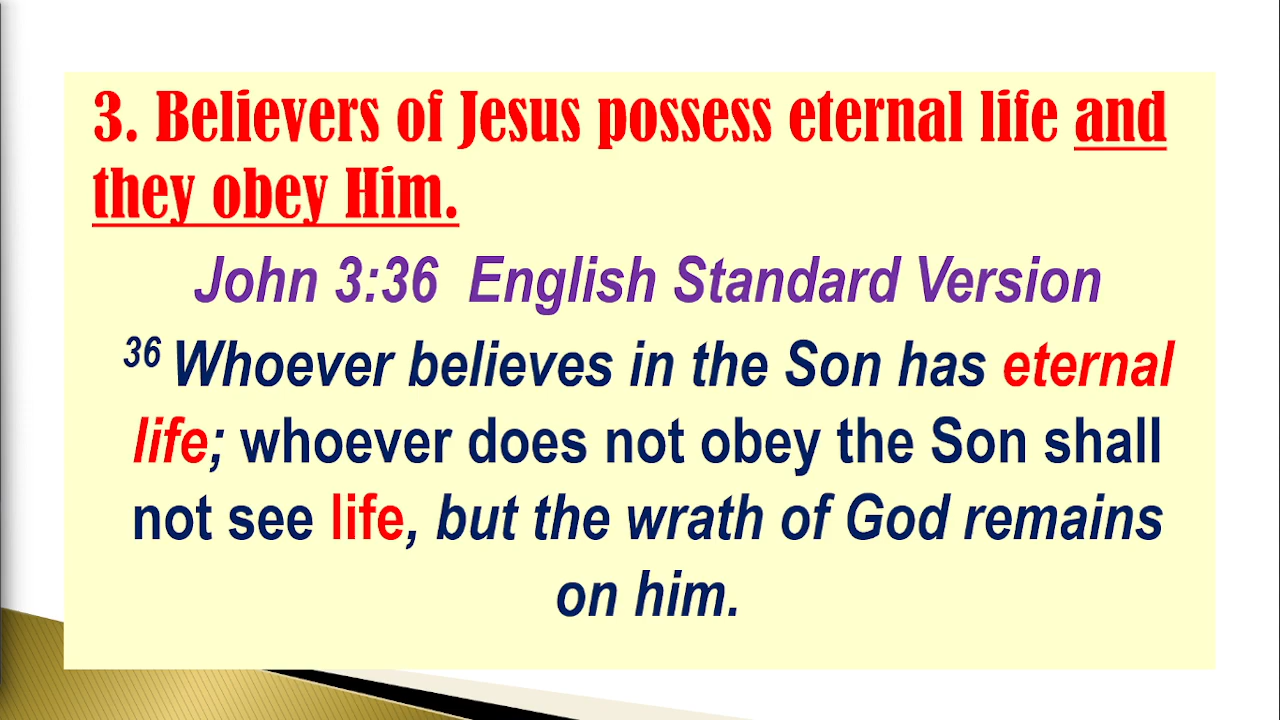 3. Believers of Jesus possess eternal life and
they obey Him.
John 3:36  English Standard Version
36 Whoever believes in the Son has eternal
life; whoever does not obey the Son shall
not see life, but the wrath of God remains
on him.